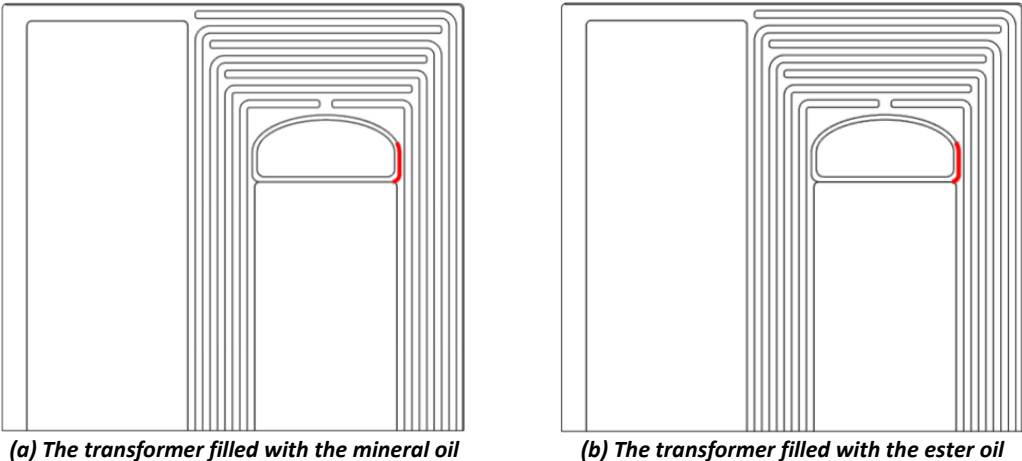 (a) The transformer filled with the mineral oil
(b) The transformer filled with the ester oil